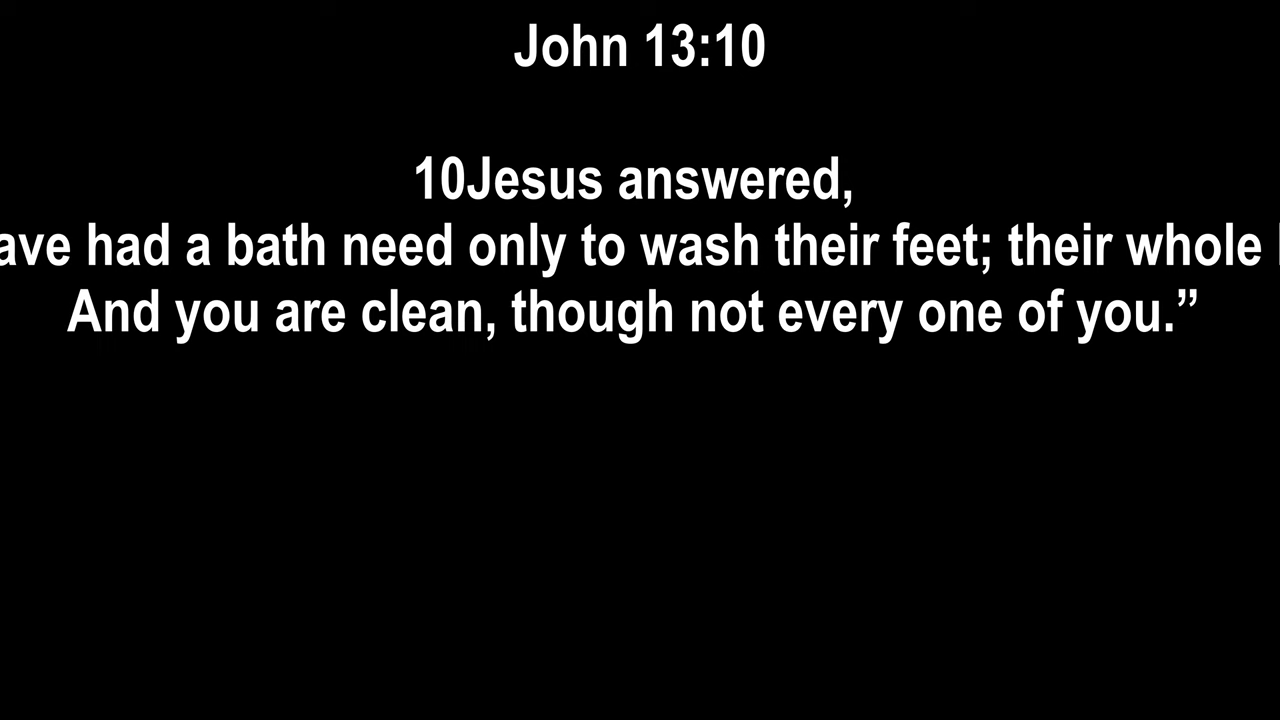 John 13:10
10Jesus answered,
ave had a bath need only to wash their feet; their whole
And you are clean, though not every one of you.”